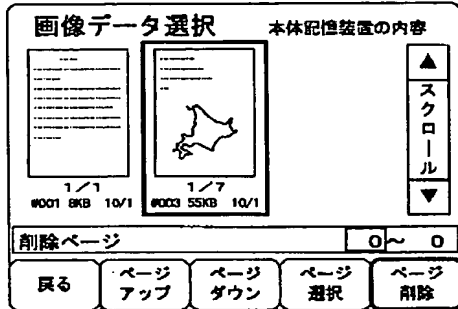 画像データ選択
本体記憶装置の内容
1/1
#001 8KB 10/1
1/7
#003 55KB 10/1
▲
スクロール
▼
削除ページ
0～ 0
戻る
ページ
アップ
ページ
ダウン
ページ
選択
ページ
削除